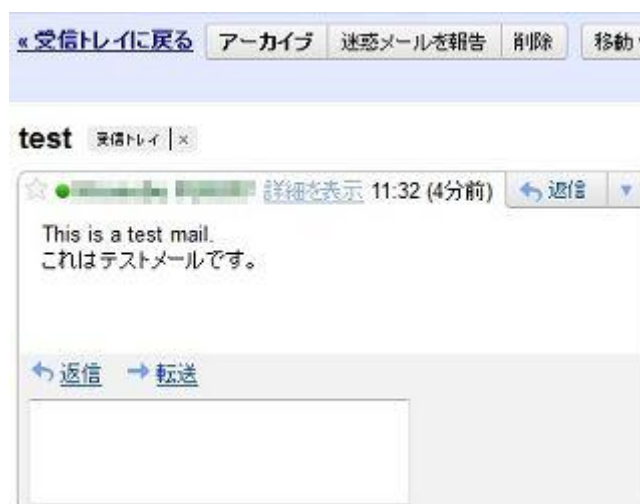 «受信トレイに戻る アーカイブ 迷惑メールを報告 削除 移動
test 受信トレイ ×
詳細を表示 11:32 (4分前) 返信
This is a test mail.
これはテストメールです。
返信 転送